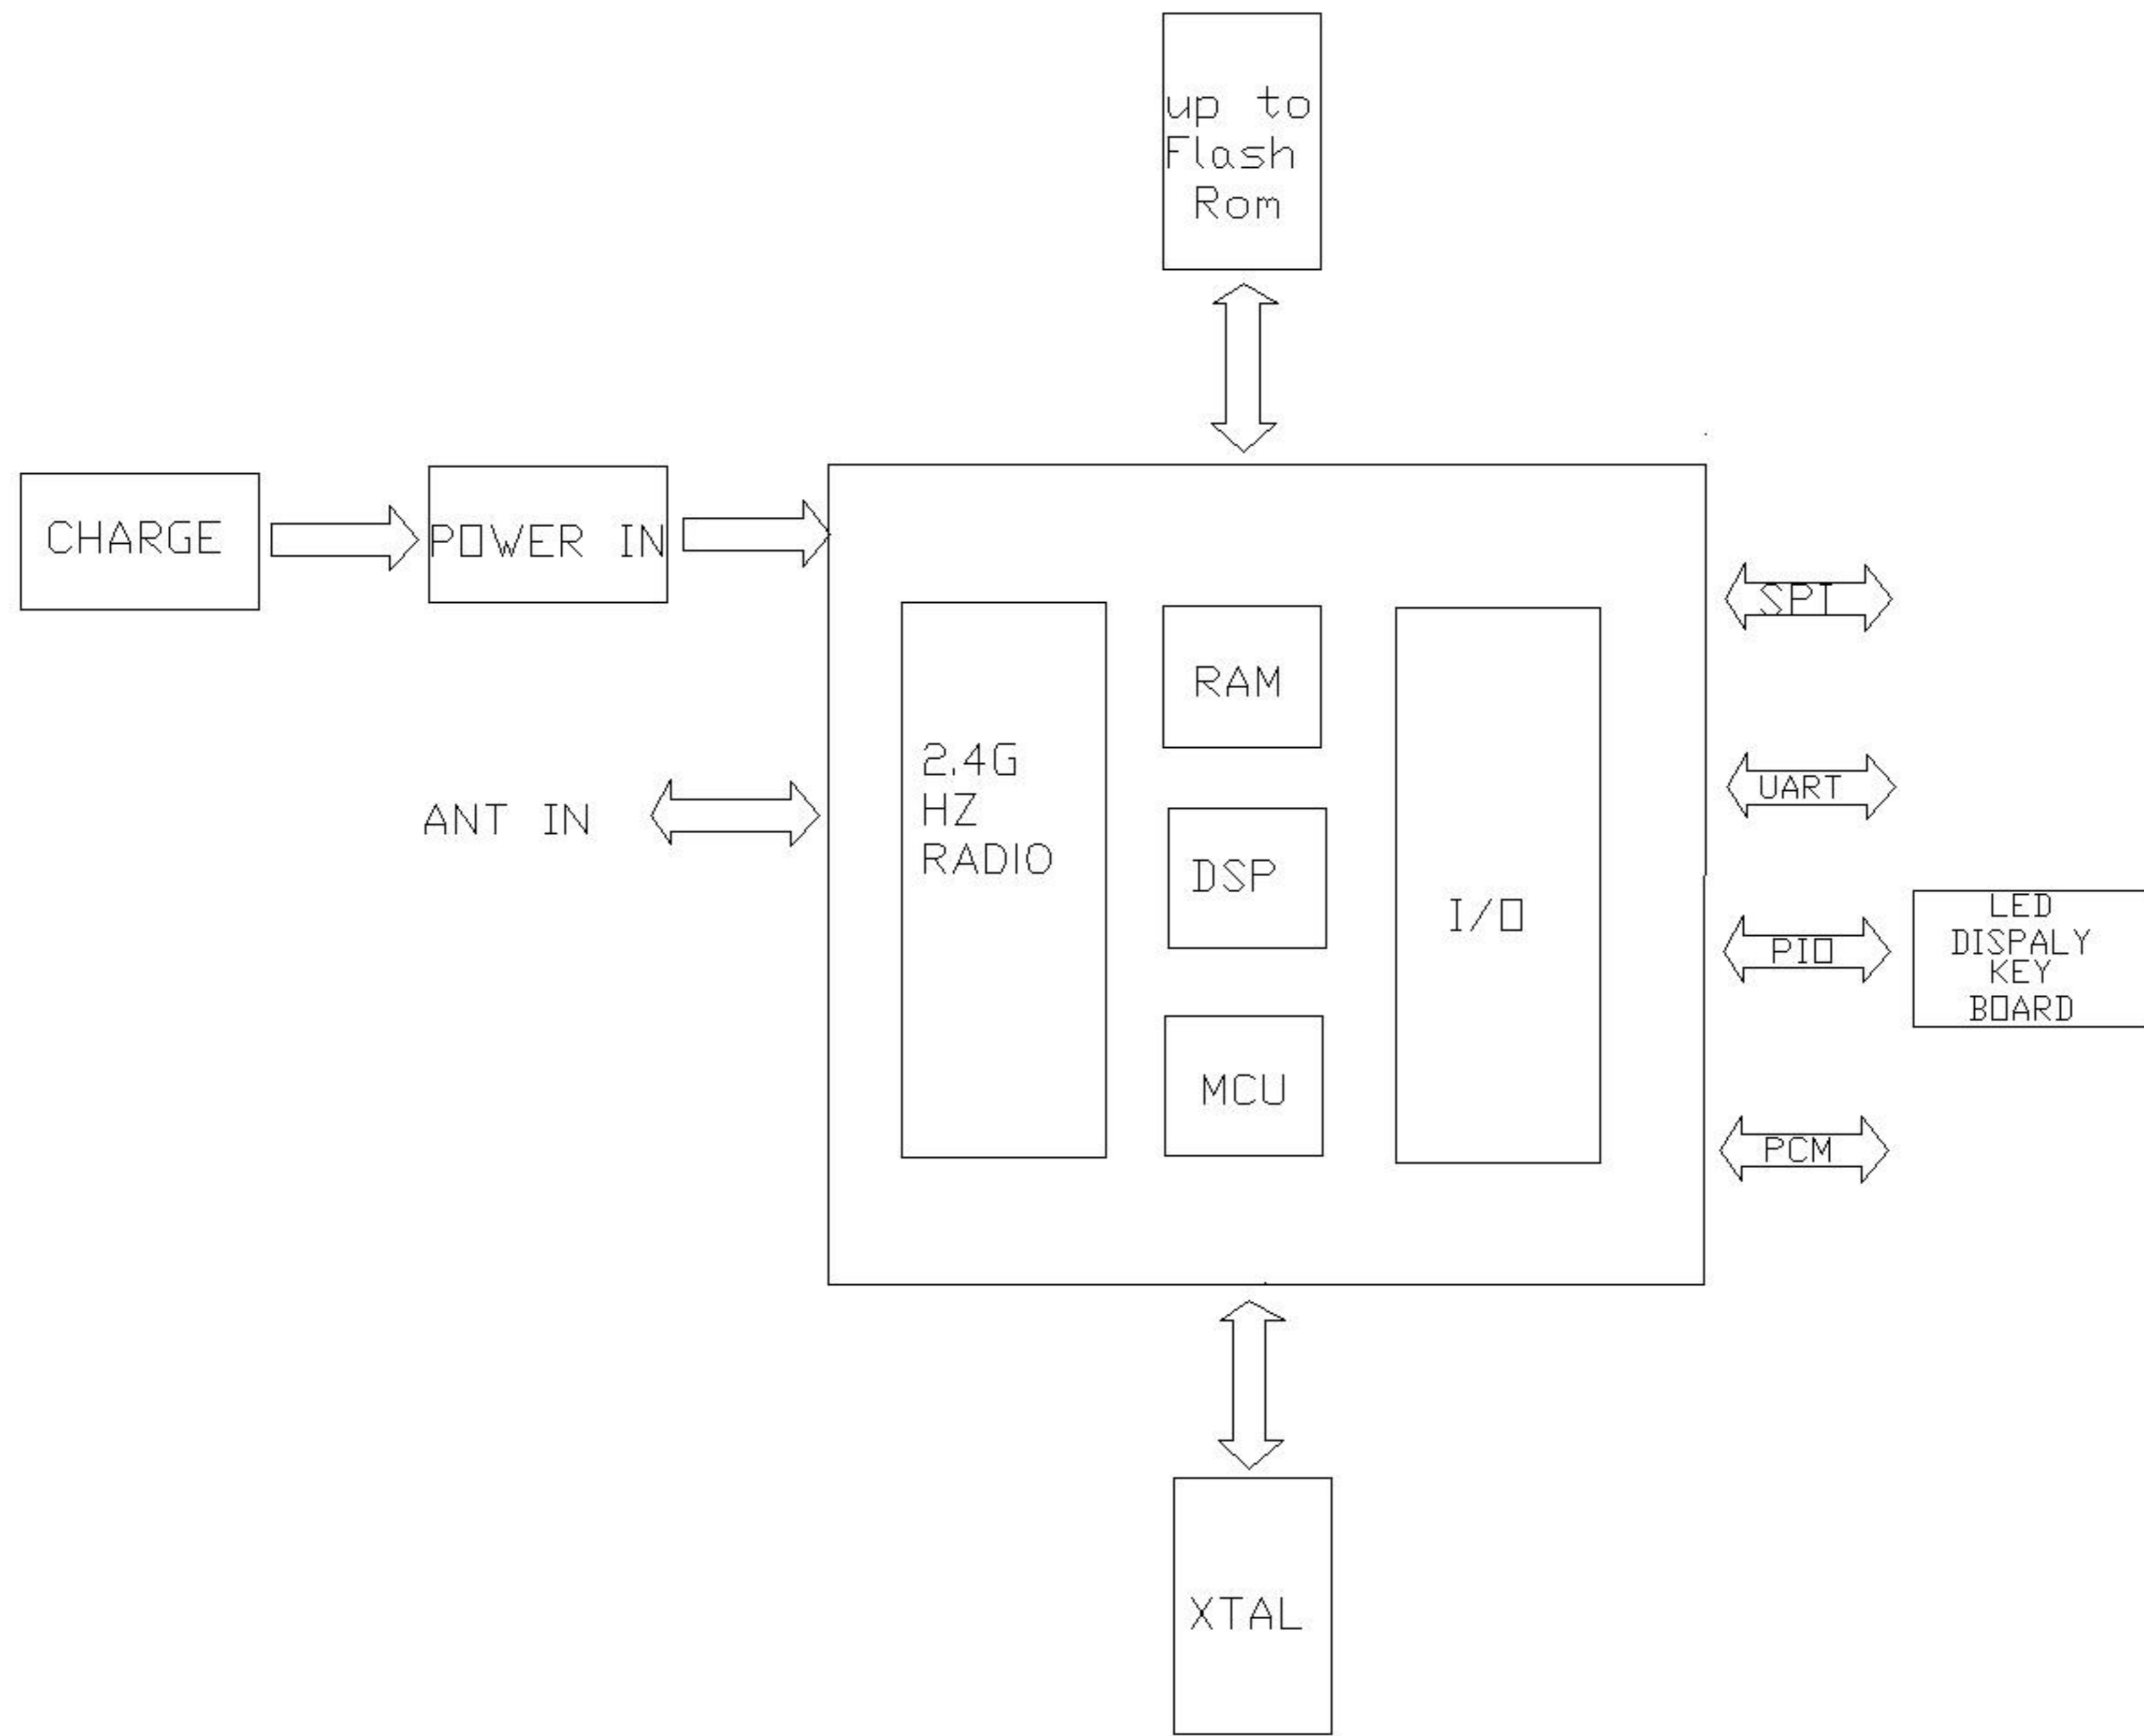 up to
Flash
Rom
CHARGE
POWER IN
ANT IN
2.4G
HZ
RADIO
RAM
DSP
MCU
I/O
SPI
UART
PIO
PCM
LED
DISPALY
KEY
BOARD
XTAL